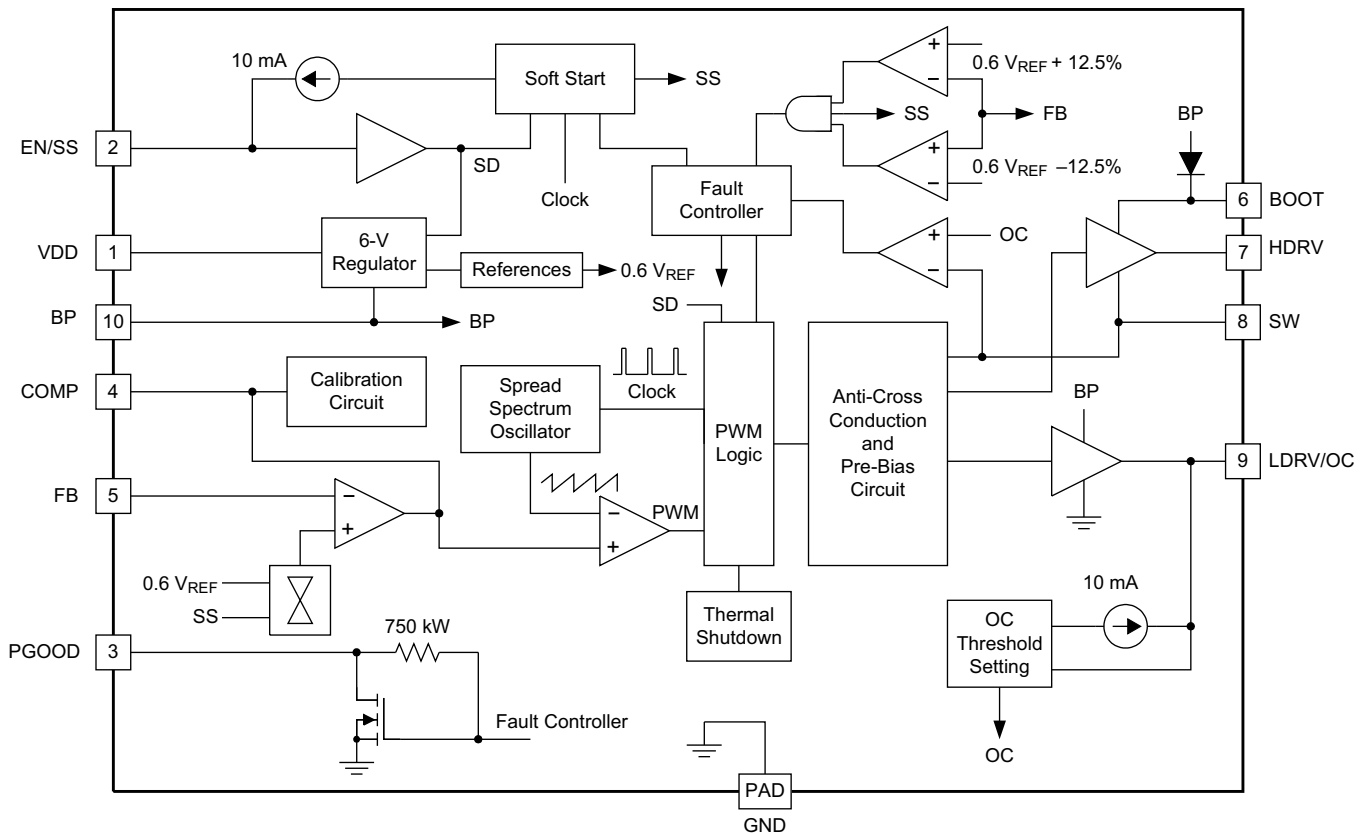 10 mA
Soft Start
SS
+
0.6 VREF + 12.5%
−
SS
FB
BP
EN/SS
2
SD
Clock
+
0.6 VREF –12.5%
−
Fault
Controller
6
BOOT
VDD
1
6-V
Regulator
References
0.6 VREF
+
OC
−
7
HDRV
BP
10
BP
SD
8
SW
COMP
4
Calibration
Circuit
Clock
Spread
Spectrum
Oscillator
PWM
Logic
Anti-Cross
Conduction
and
Pre-Bias
Circuit
BP
9
LDRV/OC
FB
5
−
+
PWM
−
+
0.6 VREF
SS
Thermal
Shutdown
10 mA
OC
Threshold
Setting
PGOOD
3
750 kW
Fault Controller
OC
PAD
GND